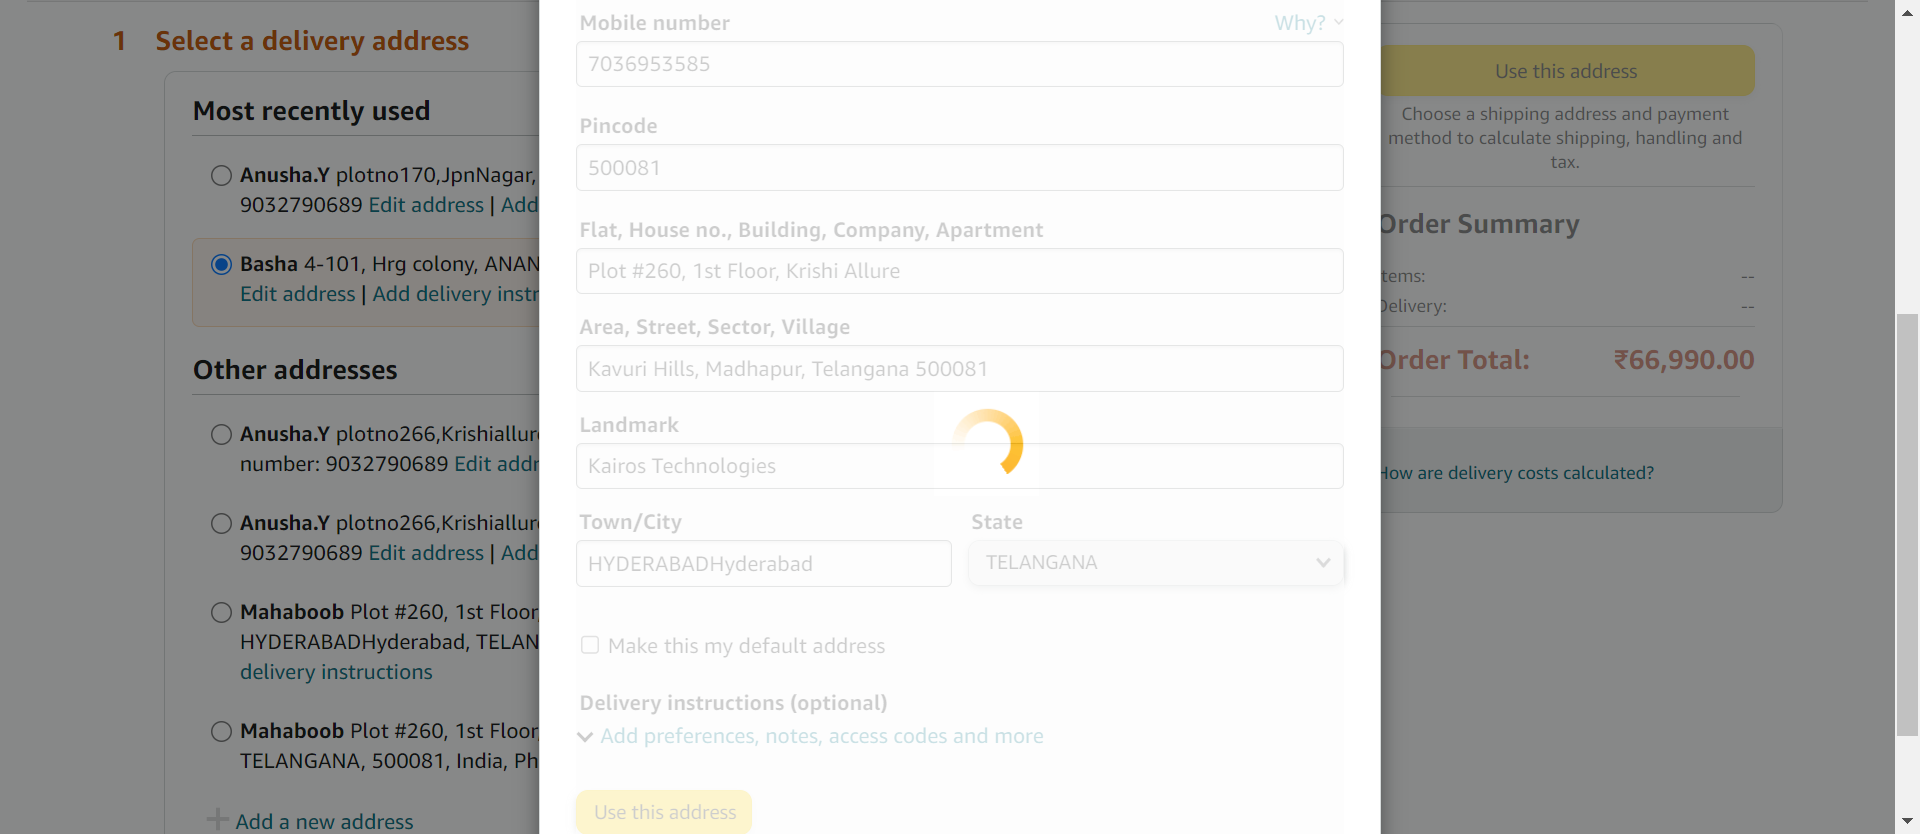 1 Select a delivery address
Most recently used
Anusha.Y plotno170,JpnNagar,
9032790689 Edit address | Add
Basha 4-101, Hrg colony, ANAN
Edit address | Add delivery instr
Other addresses
Anusha.Y plotno266,Krishiallure
number: 9032790689 Edit addr
Anusha.Y plotno266,Krishiallure
9032790689 Edit address | Add
Mahaboob Plot #260, 1st Floor,
HYDERABADHyderabad, TELAN
delivery instructions
Mahaboob Plot #260, 1st Floor,
TELANGANA, 500081, India, Ph
Add a new address
Mobile number Why?
7036953585
Pincode
500081
Flat, House no., Building, Company, Apartment
Plot #260, 1st Floor, Krishi Allure
Area, Street, Sector, Village
Kavuri Hills, Madhapur, Telangana 500081
Landmark
Kairos Technologies
Town/City State
HYDERABADHyderabad TELANGANA
Make this my default address
Delivery instructions (optional)
Add preferences, notes, access codes and more
Use this address
Use this address
Choose a shipping address and payment
method to calculate shipping, handling and
tax.
Order Summary
tems: --
Delivery: --
Order Total: ₹66,990.00
How are delivery costs calculated?